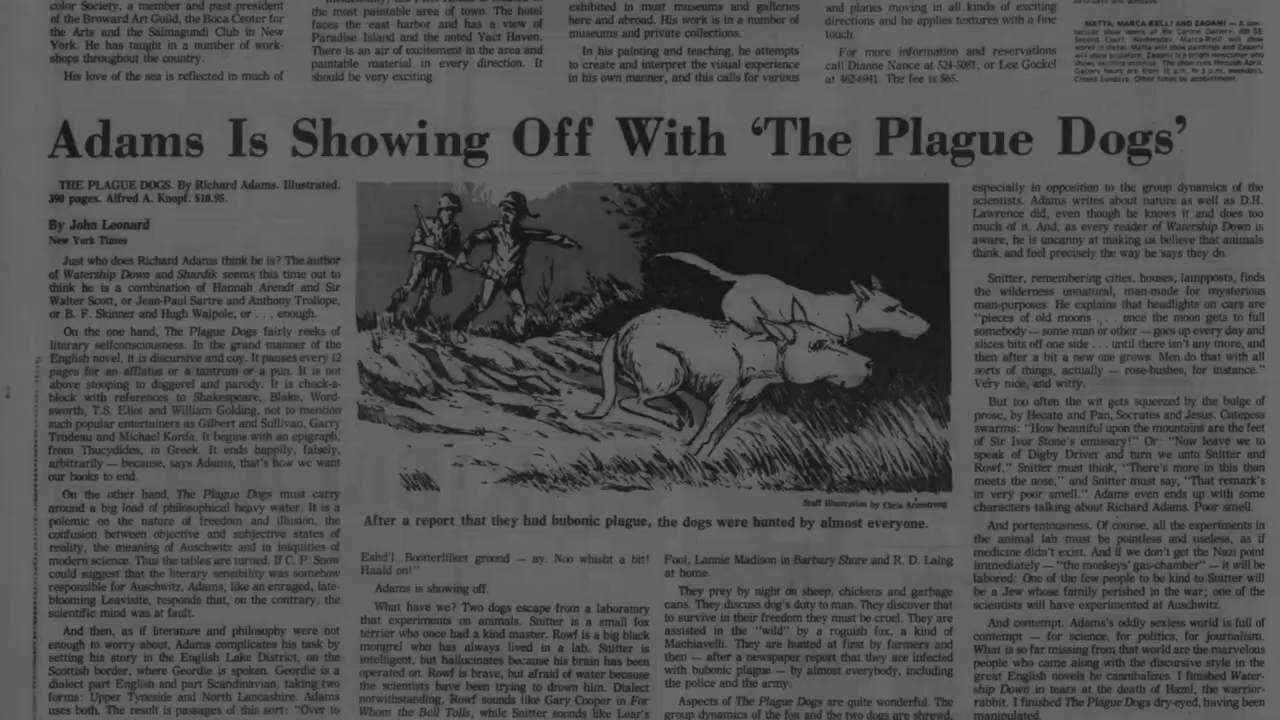 color Society, a member and past president
of the Broward Art Guild, the Boca Center for
the Arts and the Salmagundi Club in New
York. He has taught in a number of work-
shops throughout the country.
His love of the sea is reflected in much of
the most paintable area of town. The hotel
faces the east harbor and has a view of
Paradise Island and the noted Yact Haven.
There is an air of excitement in the area and
paintable material in every direction. It
should be very exciting.
exhibited in most museums and galleries
here and abroad. His work is in a number of
museums and private collections.
In his painting and teaching, he attempts
to create and interpret the visual experience
in his own manner, and this calls for various
and planes moving in all kinds of exciting
directions and he applies textures with a fine
touch.
For more information and reservations
call Dianne Nance at 524-5081, or Lee Gockel
at 462-6941. The fee is $65.
MATTA, MARCA-RELLI AND ZAGAMI
Adams Is Showing Off With ‘The Plague Dogs’
THE PLAGUE DOGS. By Richard Adams. Illustrated.
390 pages. Alfred A. Knopf. $10.95.
By John Leonard
New York Times
Just who does Richard Adams think he is? The author
of Watership Down and Shardik seems this time out to
think he is a combination of Hannah Arendt and Sir
Walter Scott, or Jean-Paul Sartre and Anthony Trollope,
or B. F. Skinner and Hugh Walpole, or . . . enough.
On the one hand, The Plague Dogs fairly reeks of
literary selfconsciousness. In the grand manner of the
English novel, it is discursive and coy. It pauses every 12
pages for an afflatus or a tantrum or a pun. It is not
above stooping to doggerel and parody. It is chock-a-
block with references to Shakespeare, Blake, Word-
sworth, T.S. Eliot and William Golding, not to mention
such popular entertainers as Gilbert and Sullivan, Garry
Trudeau and Michael Korda. It begins with an epigraph,
from Thucydides, in Greek. It ends happily, falsely,
arbitrarily — because, says Adams, that's how we want
our books to end.
On the other hand, The Plague Dogs must carry
around a big load of philosophical heavy water. It is a
polemic on the nature of freedom and illusion, the
confusion between objective and subjective states of
reality, the meaning of Auschwitz and in iniquities of
modern science. Thus the tables are turned. If C. P. Snow
could suggest that the literary sensibility was somehow
responsible for Auschwitz, Adams, like an enraged, late-
blooming Leavisite, responds that, on the contrary, the
scientific mind was at fault.
And then, as if literature and philosophy were not
enough to worry about, Adams complicates his task by
setting his story in the English Lake District, on the
Scottish border, where Geordie is spoken. Geordie is a
dialect part English and part Scandinavian, taking two
forms: Upper Tyneside and North Lancashire. Adams
uses both. The result is passages of this sort: "Over to
Staff Illustration by Chris Armstrong
After a report that they had bubonic plague, the dogs were hunted by almost everyone.
Eshd'l. Bootterlilket groond — ay. Noo whisht a bit!
Haald on!"
Adams is showing off.
What have we? Two dogs escape from a laboratory
that experiments on animals. Snitter is a small fox
terrier who once had a kind master. Rowf is a big black
mongrel who has always lived in a lab. Snitter is
intelligent, but hallucinates because his brain has been
operated on. Rowf is brave, but afraid of water because
the scientists have been trying to drown him. Dialect
notwithstanding, Rowf sounds like Gary Cooper in For
Whom the Bell Tolls, while Snitter sounds like Lear's
Fool, Lannie Madison in Barbary Shore and R. D. Laing
at home.
They prey by night on sheep, chickens and garbage
cans. They discuss dog's duty to man. They discover that
to survive in their freedom they must be cruel. They are
assisted in the "wild" by a roguish fox, a kind of
Machiavelli. They are hunted at first by farmers and
then — after a newspaper report that they are infected
with bubonic plague — by almost everybody, including
the police and the army.
Aspects of The Plague Dogs are quite wonderful. The
group dynamics of the fox and the two dogs are shrewd,
especially in opposition to the group dynamics of the
scientists. Adams writes about nature as well as D.H.
Lawrence did, even though he knows it and does too
much of it. And, as every reader of Watership Down is
aware, he is uncanny at making us believe that animals
think and feel precisely the way he says they do.
Snitter, remembering cities, houses, lampposts, finds
the wilderness unnatural, man-made for mysterious
man-purposes. He explains that headlights on cars are
"pieces of old moons . . . once the moon gets to full
somebody — some man or other — goes up every day and
slices bits off one side . . . until there isn't any more, and
then after a bit a new one grows. Men do that with all
sorts of things, actually — rose-bushes, for instance."
Very nice, and witty.
But too often the wit gets squeezed by the bulge of
prose, by Hecate and Pan, Socrates and Jesus. Cuteness
swarms: "How beautiful upon the mountains are the feet
of Sir Ivor Stone's emissary!" Or: "Now leave we to
speak of Digby Driver and turn we unto Snitter and
Rowf." Snitter must think, "There's more in this than
meets the nose," and Snitter must say, "That remark's
in very poor smell." Adams even ends up with some
characters talking about Richard Adams. Poor smell.
And portentousness. Of course, all the experiments in
the animal lab must be pointless and useless, as if
medicine didn't exist. And if we don't get the Nazi point
immediately — "the monkeys' gas-chamber" — it will be
labored: One of the few people to be kind to Snitter will
be a Jew whose family perished in the war; one of the
scientists will have experimented at Auschwitz.
And contempt. Adams's oddly sexless world is full of
contempt — for science, for politics, for journalism.
What is so far missing from that world are the marvelous
people who came along with the discursive style in the
great English novels he cannibalizes. I finished Water-
ship Down in tears at the death of Hazel, the warrior-
rabbit. I finished The Plague Dogs dry-eyed, having been
manipulated.